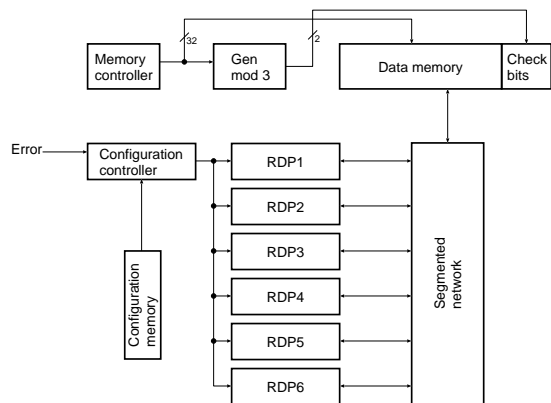 32
2
Memory
controller
Gen
mod 3
Data memory
Check
bits
Error
Configuration
controller
RDP1
RDP2
RDP3
RDP4
RDP5
RDP6
Configuration
memory
Segmented
network